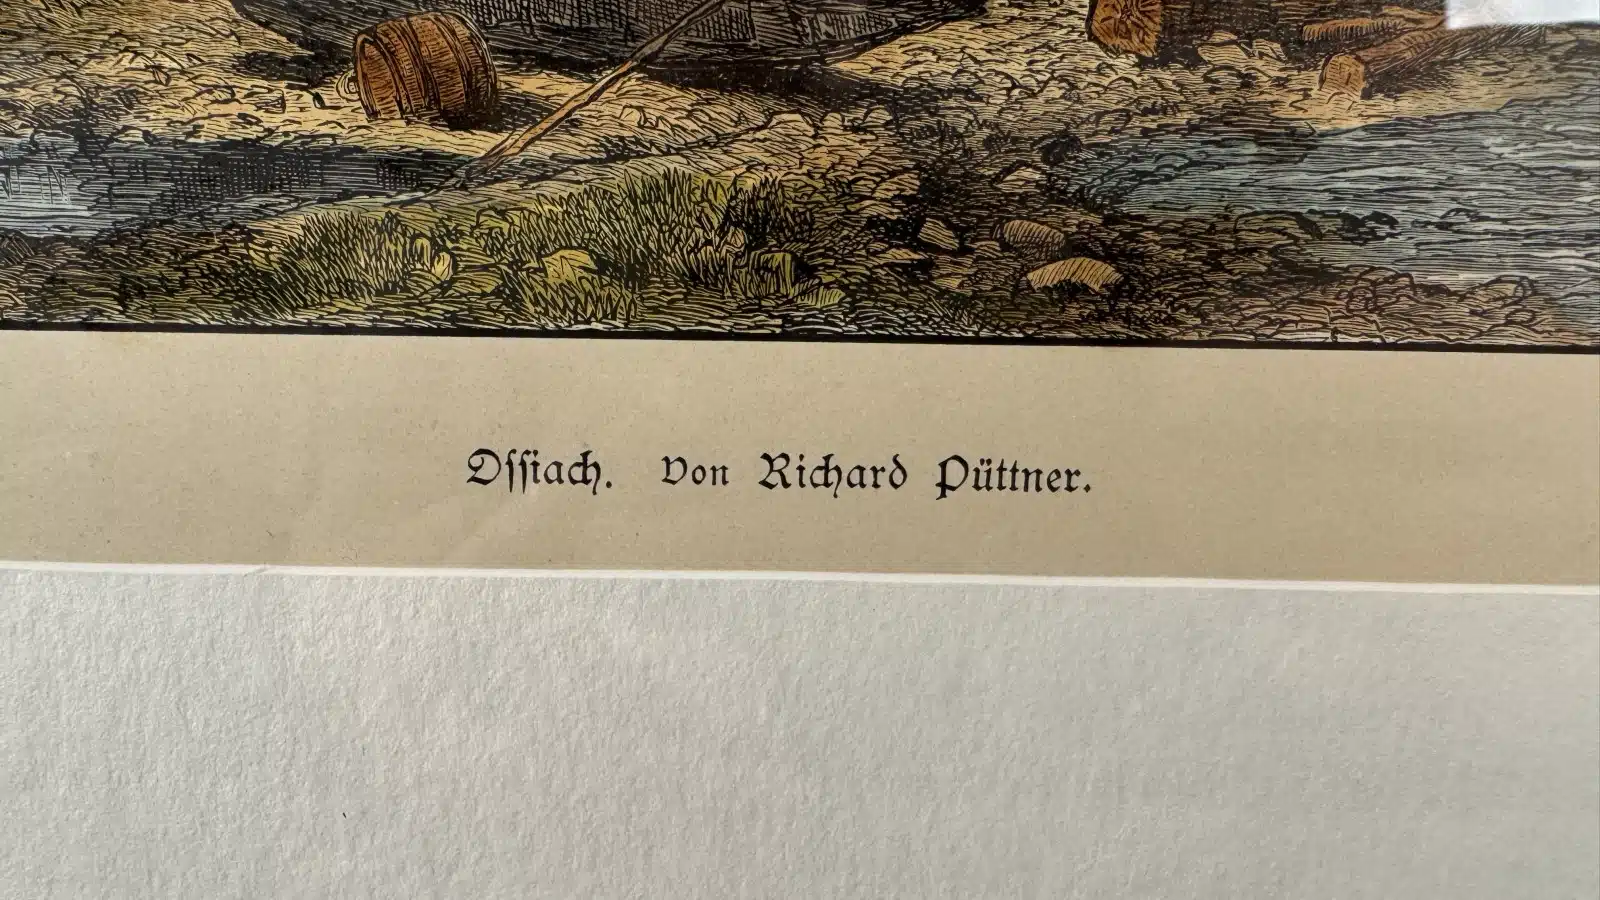 Oſſiach. Von Richard Püttner.